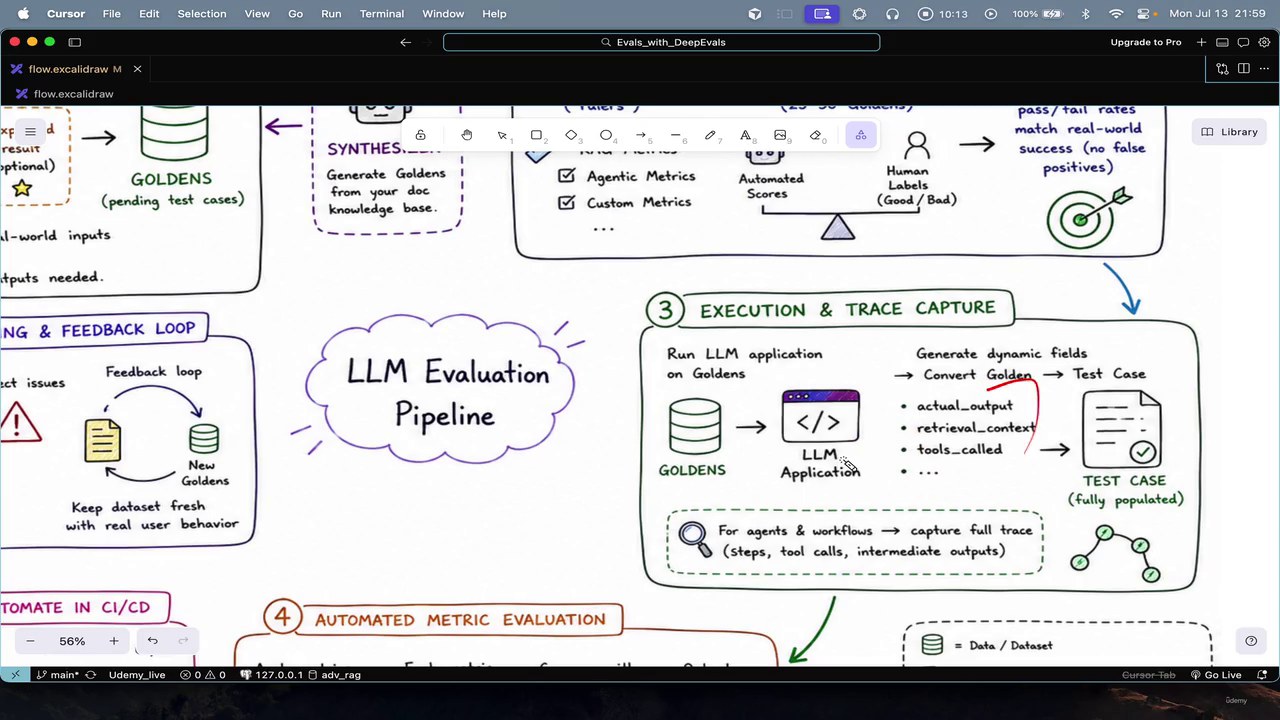 Cursor File Edit Selection View Go Run Terminal Window Help 10:13 100% Mon Jul 13 21:59
Evals_with_DeepEvals
Upgrade to Pro
flow.excalidraw M
flow.excalidraw
Library
result
optional)
GOLDENS
(pending test cases)
Generate Goldens
from your doc
knowledge base.
Agentic Metrics
Custom Metrics
...
Automated
Scores
Human
Labels
(Good / Bad)
pass/fail rates
match real-world
success (no false
positives)
al-world inputs
tputs needed.
NG & FEEDBACK LOOP
ect issues
Feedback loop
New
Goldens
Keep dataset fresh
with real user behavior
LLM Evaluation
Pipeline
3 EXECUTION & TRACE CAPTURE
Run LLM application
on Goldens
GOLDENS
LLM
Application
Generate dynamic fields
→ Convert Golden → Test Case
• actual_output
• retrieval_context
• tools_called
• ...
TEST CASE
(fully populated)
For agents & workflows → capture full trace
(steps, tool calls, intermediate outputs)
TOMATE IN CI/CD
4 AUTOMATED METRIC EVALUATION
= Data / Dataset
56%
main* Udemy_live 0 0 127.0.0.1 adv_rag Cursor Tab Go Live
ûdemy